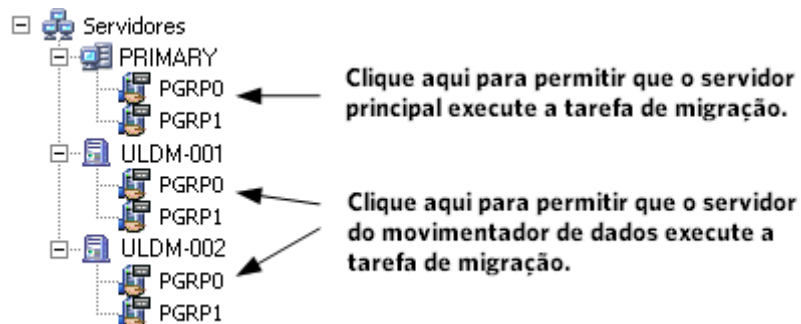 Servidores
PRIMARY
PGRP0
PGRP1
ULDM-001
PGRP0
PGRP1
ULDM-002
PGRP0
PGRP1
Clique aqui para permitir que o servidor
principal execute a tarefa de migração.
Clique aqui para permitir que o servidor
do movimentador de dados execute a
tarefa de migração.